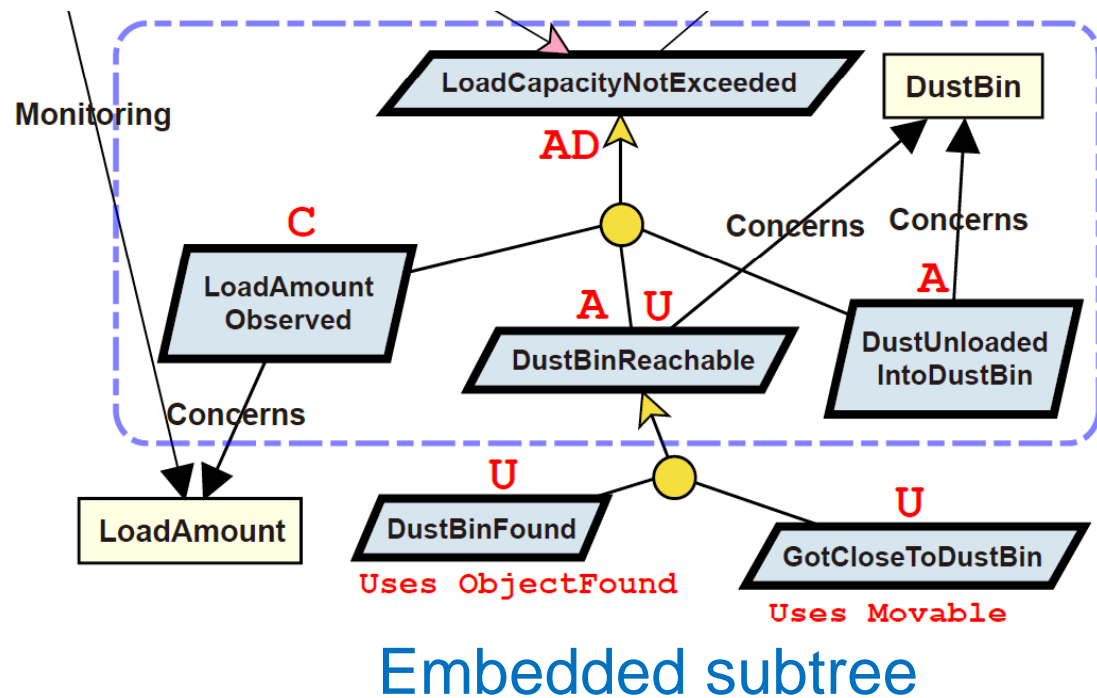 LoadCapacityNotExceeded
DustBin
Monitoring
AD
C
Concerns
Concerns
LoadAmount
Observed
A
U
A
DustBinReachable
DustUnloaded
IntoDustBin
Concerns
U
U
LoadAmount
DustBinFound
GotCloseToDustBin
Uses ObjectFound
Uses Movable
Embedded subtree